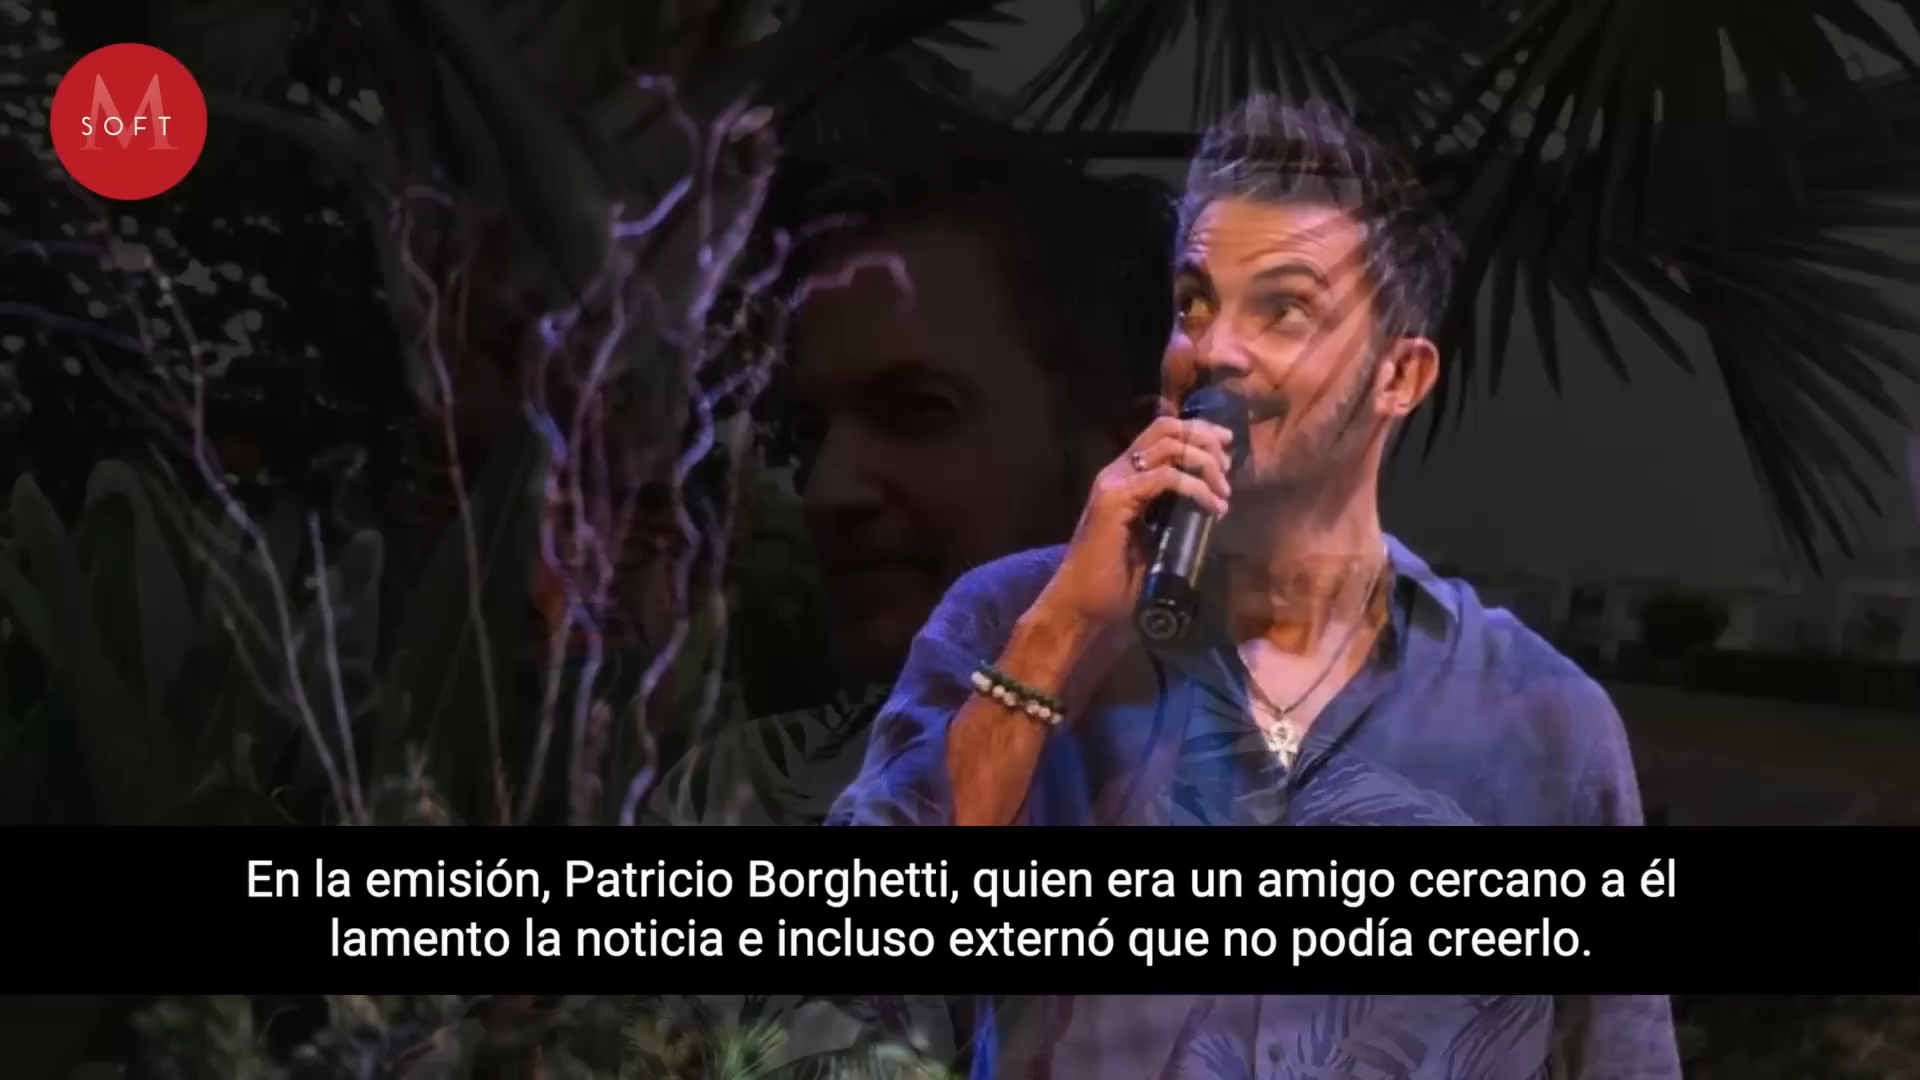 M
SOFT
En la emisión, Patricio Borghetti, quien era un amigo cercano a él
lamento la noticia e incluso externó que no podía creerlo.